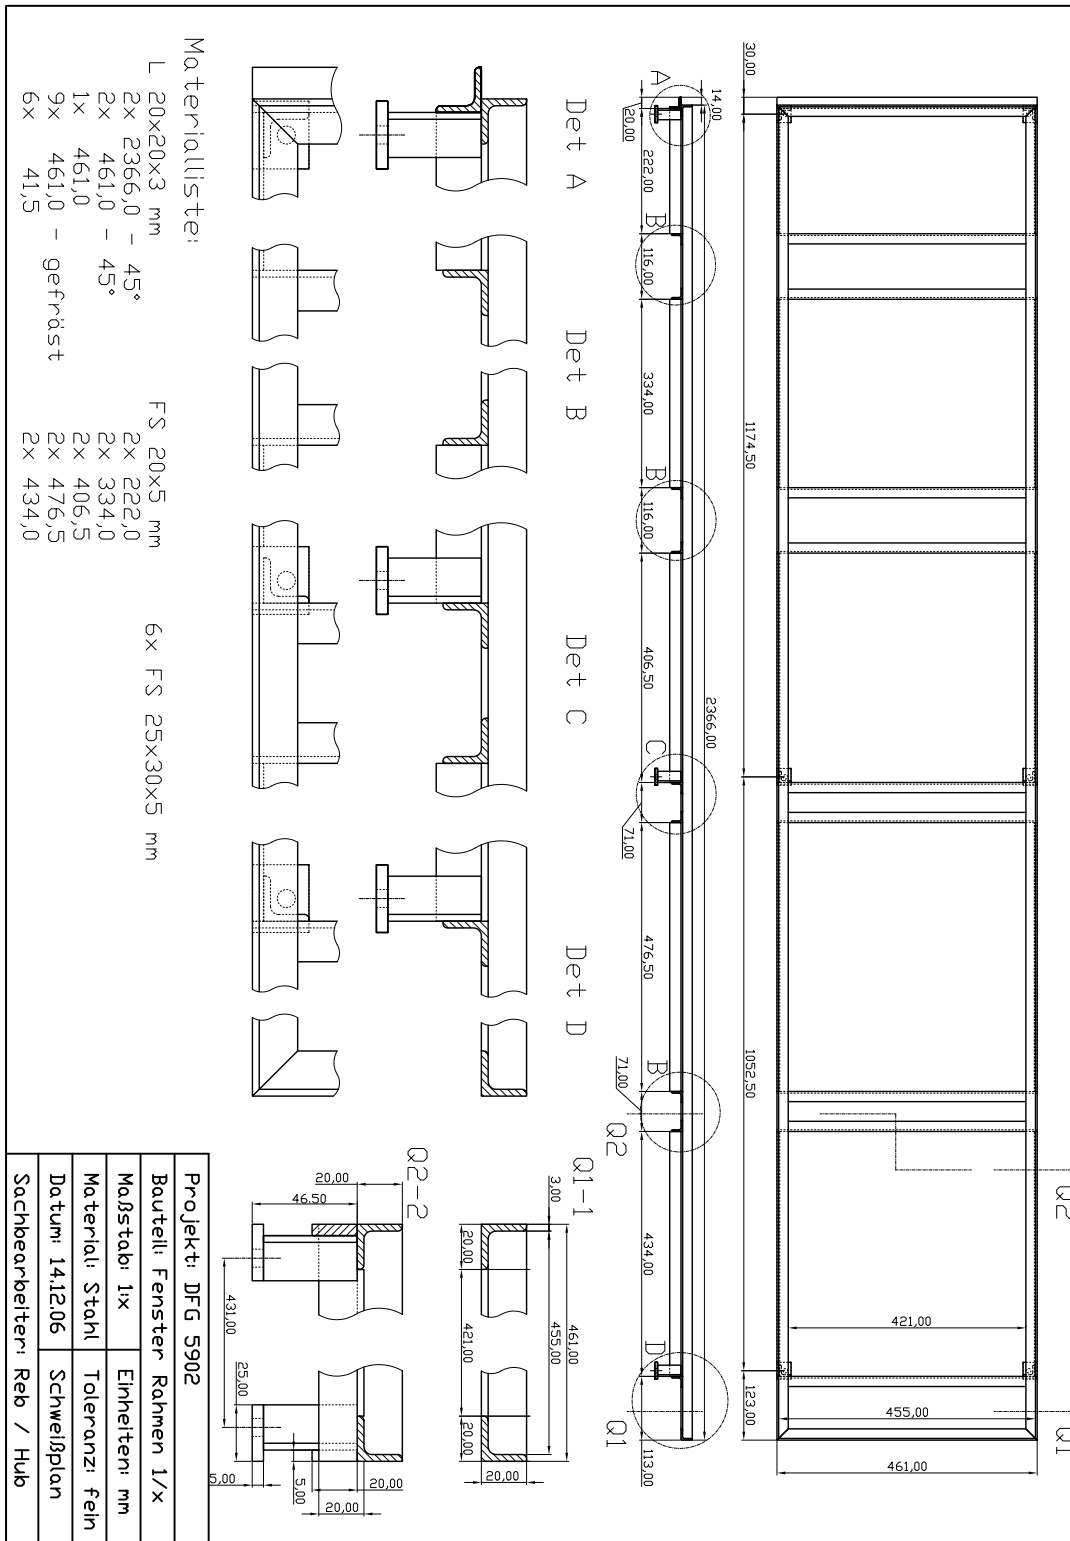 30,00
1174,50
1052,50
123,00
421,00
455,00
461,00
Q2
Q1
A
14,00
20,00
222,00
B
116,00
334,00
B
116,00
406,50
2366,00
C
71,00
476,50
B
71,00
434,00
D
113,00
Q2
Q1
Det A
Det B
Det C
Det D
Q1-1
3,00
461,00
455,00
20,00
421,00
20,00
20,00
Q2-2
20,00
46.50
431,00
25,00
5,00
5,00
20,00
20,00
Materialliste:
L 20x20x3 mm
2x 2366,0 - 45°
2x 461,0 - 45°
1x 461,0
9x 461,0 - gefräst
6x 41,5
FS 20x5 mm
2x 222,0
2x 334,0
2x 406,5
2x 476,5
2x 434,0
6x FS 25x30x5 mm
Projekt: DFG 5902
Bauteil: Fenster Rahmen 1/x
Maßstab: 1:x
Einheiten: mm
Material: Stahl
Toleranz: fein
Datum: 14.12.06
Schweißplan
Sachbearbeiter: Reb / Hub